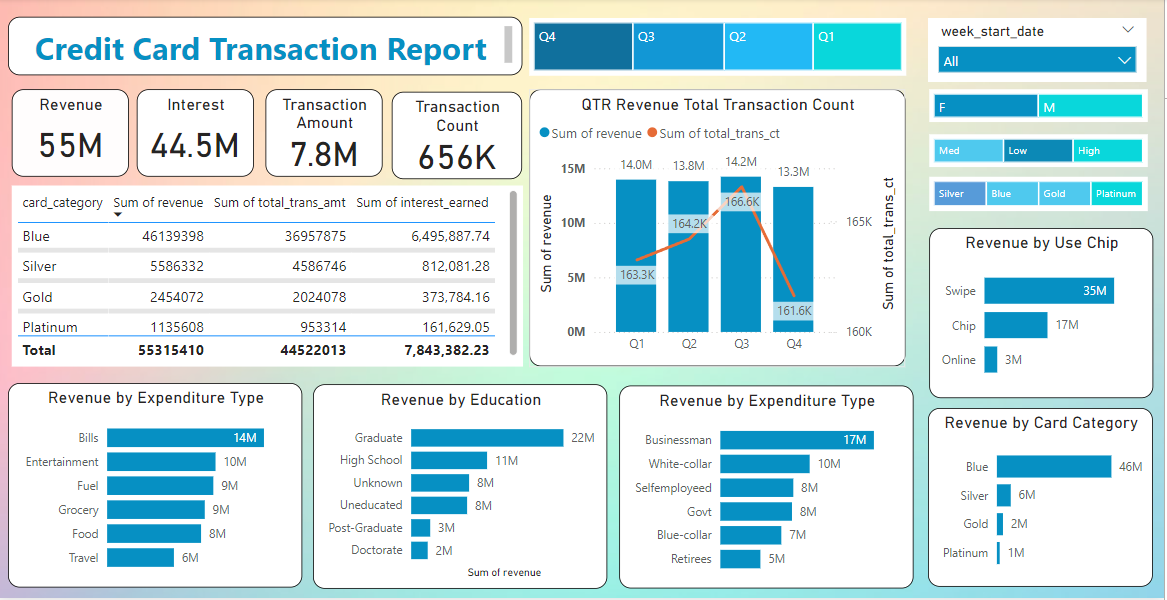 Credit Card Transaction Report
Q4 Q3 Q2 Q1
week_start_date
All
F M
Med Low High
Silver Blue Gold Platinum
Revenue
55M
Interest
44.5M
Transaction
Amount
7.8M
Transaction
Count
656K
card_category Sum of revenue Sum of total_trans_amt Sum of interest_earned
Blue 46139398 36957875 6,495,887.74
Silver 5586332 4586746 812,081.28
Gold 2454072 2024078 373,784.16
Platinum 1135608 953314 161,629.05
Total 55315410 44522013 7,843,382.23
QTR Revenue Total Transaction Count
Sum of revenue Sum of total_trans_ct
Sum of revenue
15M
10M
5M
0M
14.0M 13.8M 14.2M 13.3M
163.3K 164.2K 166.6K 161.6K
Q1 Q2 Q3 Q4
165K
160K
Sum of total_trans_ct
Revenue by Use Chip
Swipe 35M
Chip 17M
Online 3M
Revenue by Expenditure Type
Bills 14M
Entertainment 10M
Fuel 9M
Grocery 9M
Food 8M
Travel 6M
Revenue by Education
Graduate 22M
High School 11M
Unknown 8M
Uneducated 8M
Post-Graduate 3M
Doctorate 2M
Sum of revenue
Revenue by Expenditure Type
Businessman 17M
White-collar 10M
Selfemployeed 8M
Govt 8M
Blue-collar 7M
Retirees 5M
Revenue by Card Category
Blue 46M
Silver 6M
Gold 2M
Platinum 1M